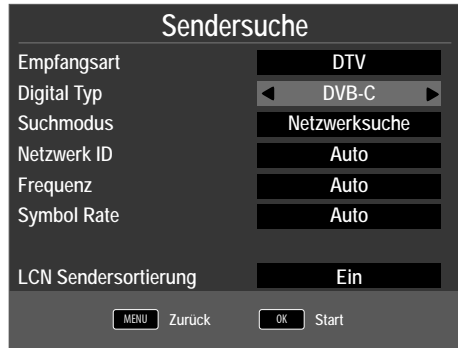 Sendersuche
Empfangsart DTV
Digital Typ DVB-C
Suchmodus Netzwerksuche
Netzwerk ID Auto
Frequenz Auto
Symbol Rate Auto
LCN Sendersortierung Ein
MENU Zurück OK Start